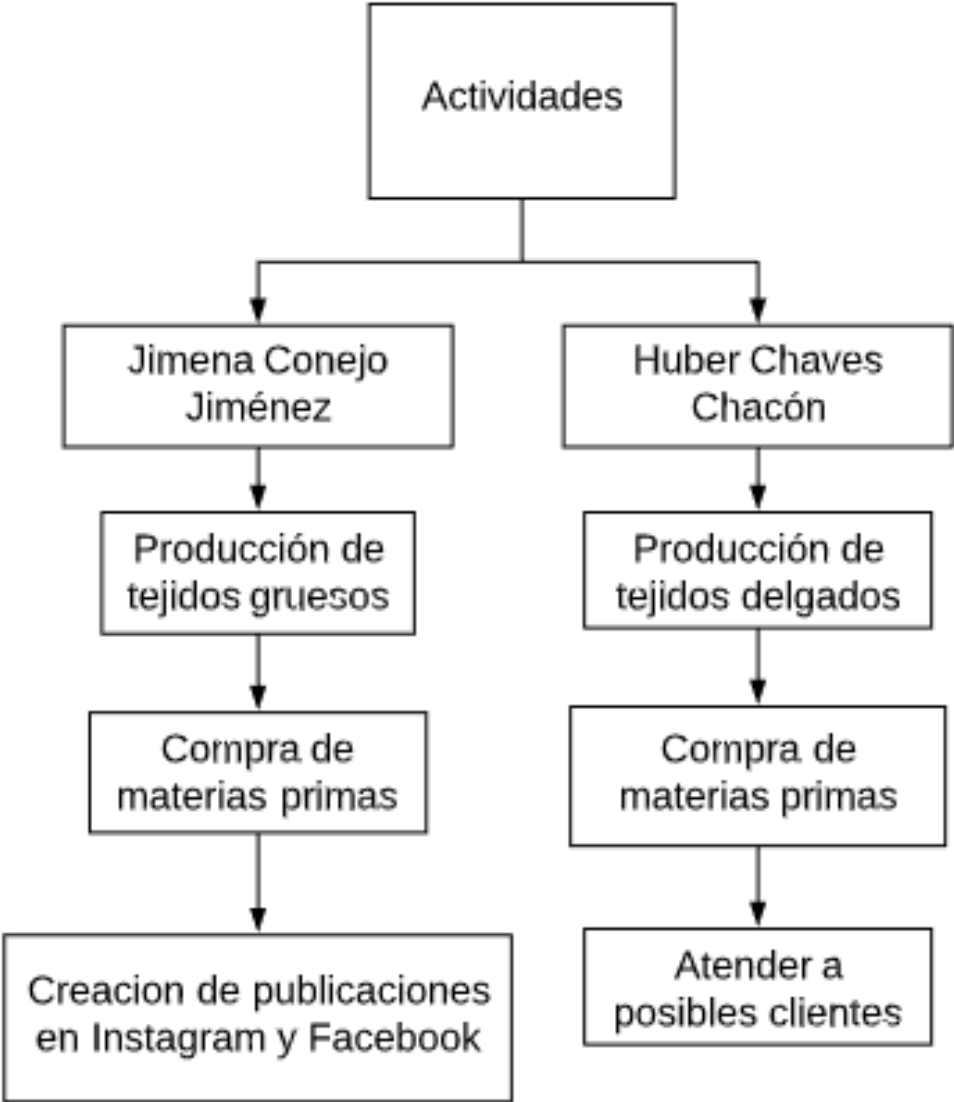 Actividades
Jimena Conejo
Jiménez
Huber Chaves
Chacón
Producción de
tejidos gruesos
Producción de
tejidos delgados
Compra de
materias primas
Compra de
materias primas
Creacion de publicaciones
en Instagram y Facebook
Atender a
posibles clientes